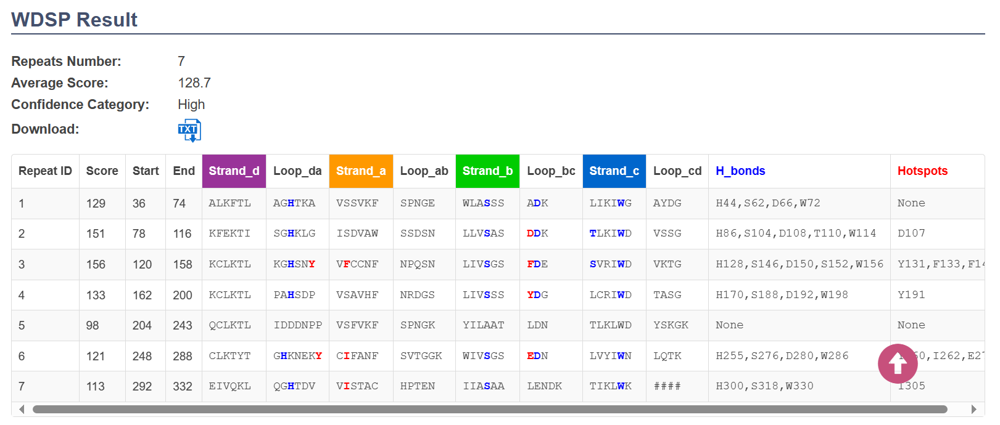 WDSP Result
Repeats Number: 7
Average Score: 128.7
Confidence Category: High
Download: TXT
Repeat ID Score Start End Strand_d Loop_da Strand_a Loop_ab Strand_b Loop_bc Strand_c Loop_cd H_bonds Hotspots
1 129 36 74 ALKFTL AGHTKA VSSVKF SPNGE WLASSS ADK LIKIWG AYDG H44,S62,D66,W72 None
2 151 78 116 KFEKTI SGHKLG ISDVAW SSDSN LLVSAS DDK TLKIWD VSSG H86,S104,D108,T110,W114 D107
3 156 120 158 KCLKTL KGHSNY VFCCNF NPQSN LIVSGS FDE SVRIWD VKTG H128,S146,D150,S152,W156 Y131,F133,F14
4 133 162 200 KCLKTL PAHSDP VSAVHF NRDGS LIVSSS YDG LCRIWD TASG H170,S188,D192,W198 Y191
5 98 204 243 QCLKTL IDDDNPP VSFVKF SPNGK YILAAT LDN TLKLWD YSKGK None None
6 121 248 288 CLKTYT GHKNEKY CIFANF SVTGGK WIVSGS EDN LVYIWN LQTK H255,S276,D280,W286 60,I262,E27
7 113 292 332 EIVQKL QGHTDV VISTAC HPTEN IIASAA LENDK TIKLWK #### H300,S318,W330 I305